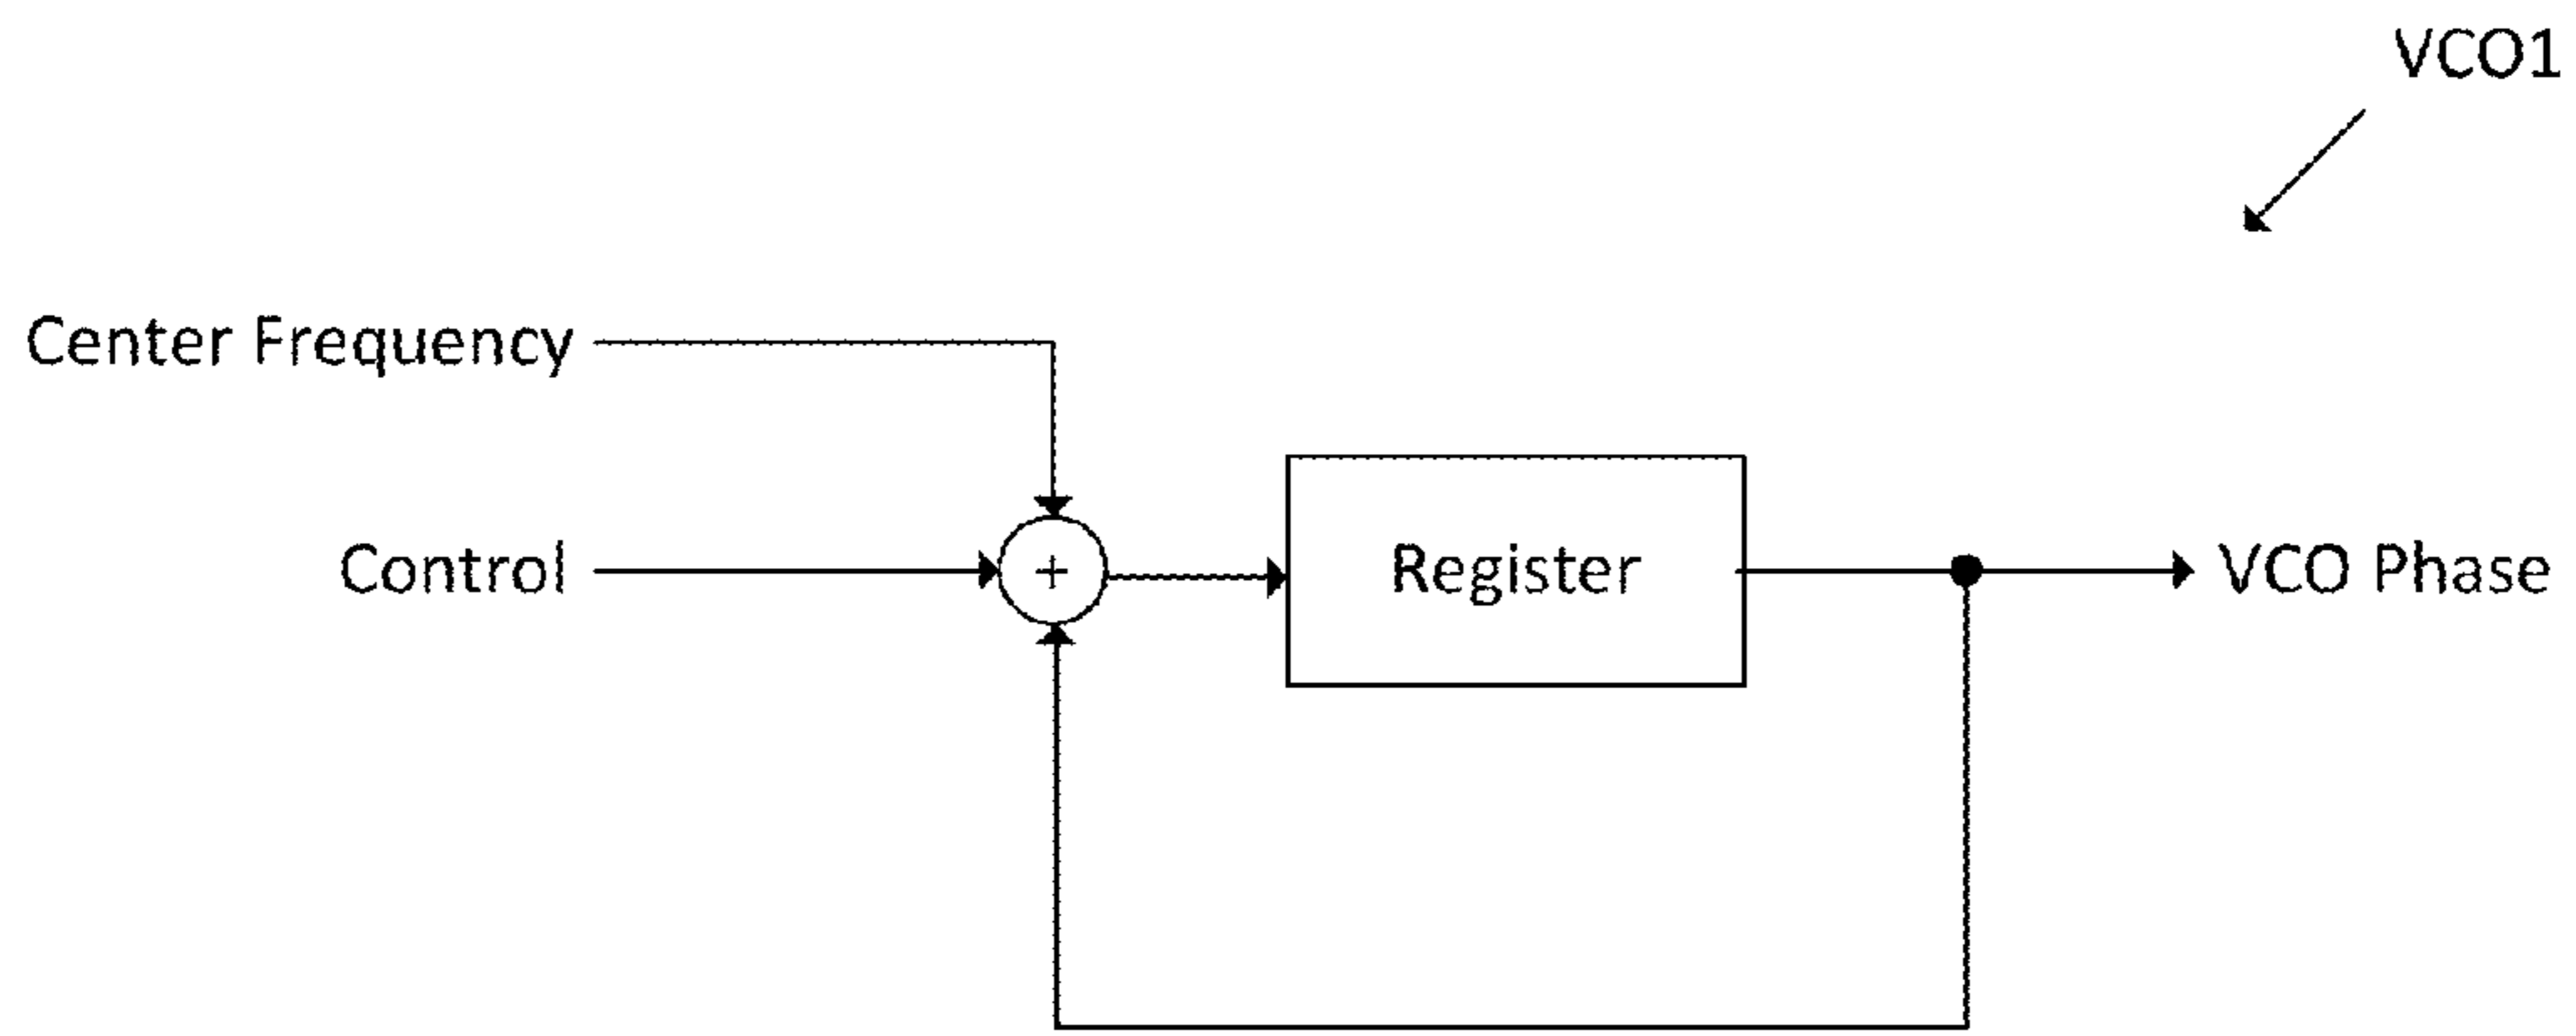 VCO1
Center Frequency
Control
+
Register
VCO Phase